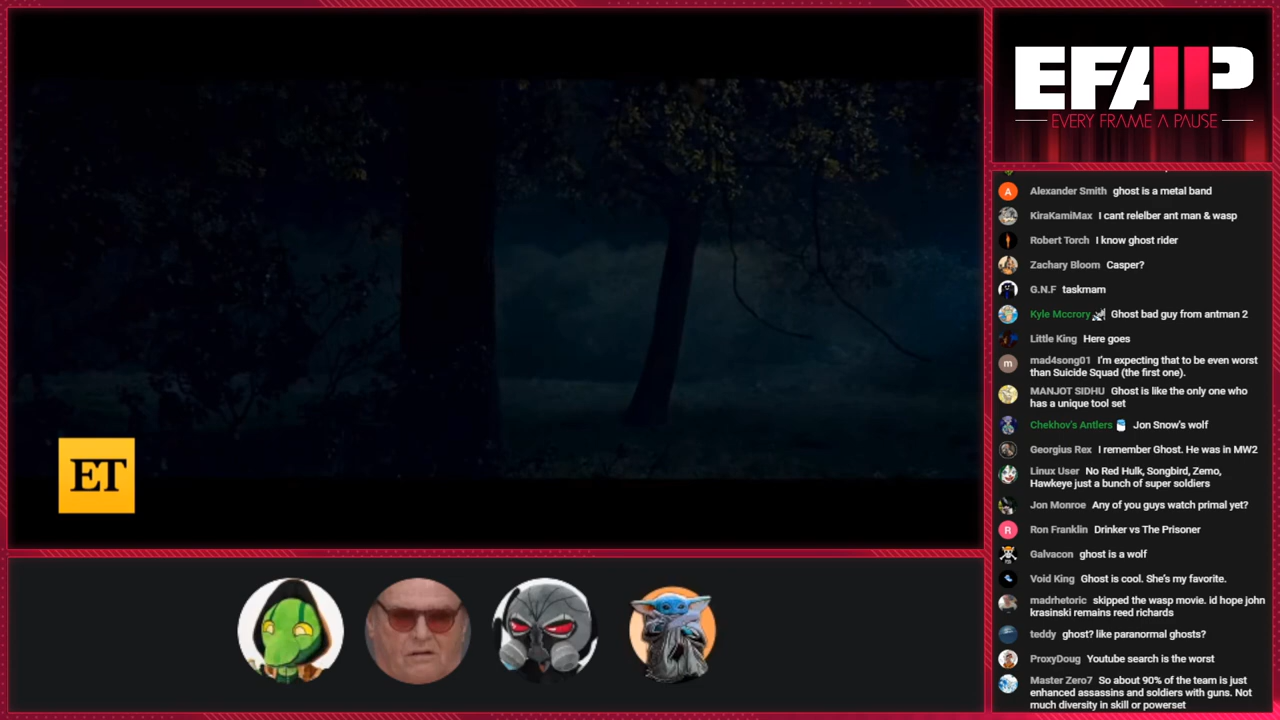 EFAP
EVERY FRAME A PAUSE
ET
A Alexander Smith ghost is a metal band
KiraKamiMax I cant relelber ant man & wasp
Robert Torch I know ghost rider
Zachary Bloom Casper?
G.N.F taskmam
Kyle Mccrory Ghost bad guy from antman 2
Little King Here goes
m mad4song01 I'm expecting that to be even worst
than Suicide Squad (the first one).
MANJOT SIDHU Ghost is like the only one who
has a unique tool set
Chekhov's Antlers Jon Snow's wolf
Georgius Rex I remember Ghost. He was in MW2
Linux User No Red Hulk, Songbird, Zemo,
Hawkeye just a bunch of super soldiers
Jon Monroe Any of you guys watch primal yet?
R Ron Franklin Drinker vs The Prisoner
Galvacon ghost is a wolf
Void King Ghost is cool. She's my favorite.
madrhetoric skipped the wasp movie. id hope john
krasinski remains reed richards
teddy ghost? like paranormal ghosts?
ProxyDoug Youtube search is the worst
Master Zero7 So about 90% of the team is just
enhanced assassins and soldiers with guns. Not
much diversity in skill or powerset